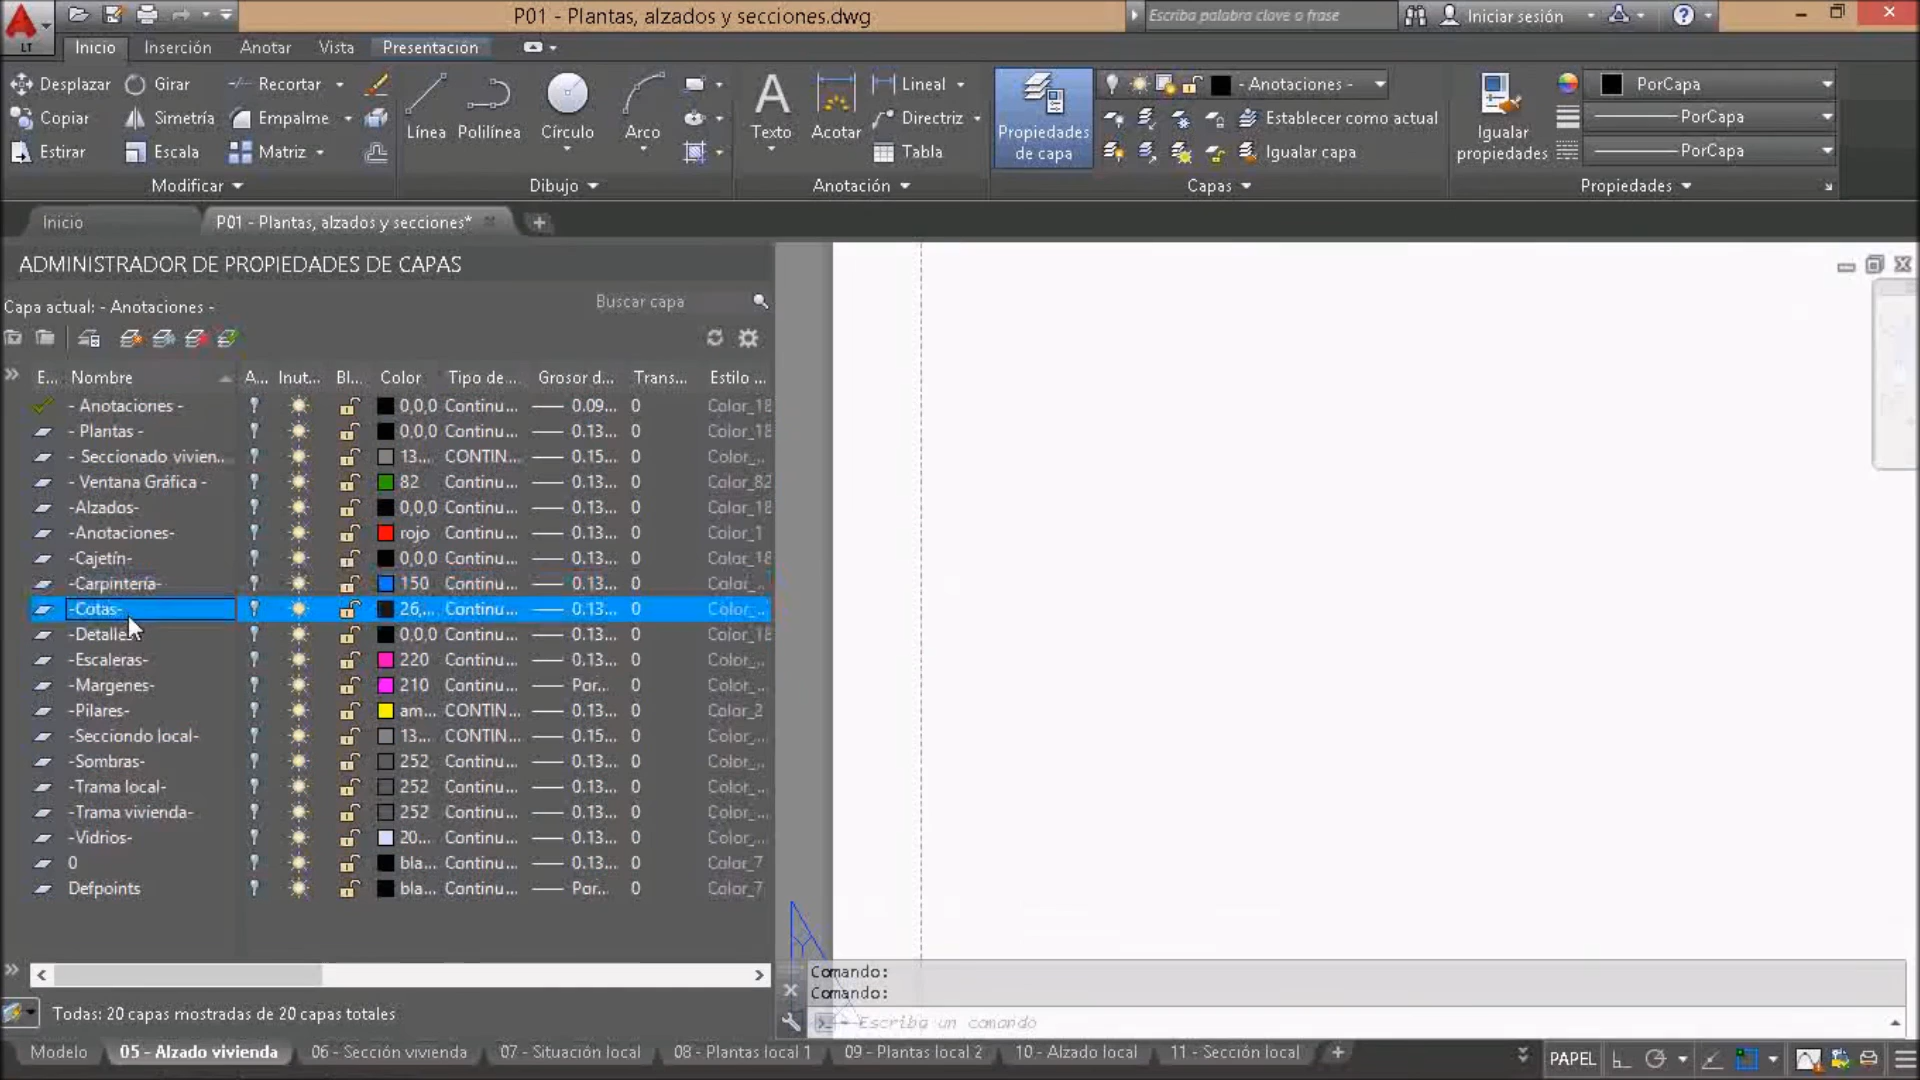 P01 - Plantas, alzados y secciones.dwg
Escriba palabra clave o frase
Iniciar sesión
LT
Inicio Inserción Anotar Vista Presentación
Desplazar Girar Recortar
Copiar Simetría Empalme
Estirar Escala Matriz
Modificar
Línea Polilínea Círculo Arco
Dibujo
Texto Acotar
Lineal
Directriz
Tabla
Anotación
Propiedades
de capa
- Anotaciones -
Establecer como actual
Igualar capa
Capas
Igualar
propiedades
PorCapa
PorCapa
PorCapa
Propiedades
Inicio P01 - Plantas, alzados y secciones*
ADMINISTRADOR DE PROPIEDADES DE CAPAS
Capa actual: - Anotaciones -
Buscar capa
E... Nombre A... Inut... Bl... Color Tipo de ... Grosor d... Trans... Estilo ...
- Anotaciones - 0,0,0 Continu... 0.09... 0 Color_18
- Plantas - 0,0,0 Continu... 0.13... 0 Color_18
- Seccionado vivien... 13... CONTIN... 0.15... 0 Color_...
- Ventana Gráfica - 82 Continu... 0.13... 0 Color_82
-Alzados- 0,0,0 Continu... 0.13... 0 Color_18
-Anotaciones- rojo Continu... 0.13... 0 Color_1
-Cajetín- 0,0,0 Continu... 0.13... 0 Color_18
-Carpintería- 150 Continu... 0.13... 0 Color_...
-Cotas- 26,... Continu... 0.13... 0 Color_...
-Detalle 0,0,0 Continu... 0.13... 0 Color_18
-Escaleras- 220 Continu... 0.13... 0 Color_...
-Margenes- 210 Continu... Por... 0 Color_...
-Pilares- am... CONTIN... 0.13... 0 Color_2
-Secciondo local- 13... CONTIN... 0.15... 0 Color_...
-Sombras- 252 Continu... 0.13... 0 Color_...
-Trama local- 252 Continu... 0.13... 0 Color_...
-Trama vivienda- 252 Continu... 0.13... 0 Color_...
-Vidrios- 20... Continu... 0.13... 0 Color_...
0 bla... Continu... 0.13... 0 Color_7
Defpoints bla... Continu... Por... 0 Color_7
Todas: 20 capas mostradas de 20 capas totales
Comando:
Comando:
Escriba un comando
Modelo 05 - Alzado vivienda 06 - Sección vivienda 07 - Situación local 08 - Plantas local 1 09 - Plantas local 2 10 - Alzado local 11 - Sección local +
PAPEL